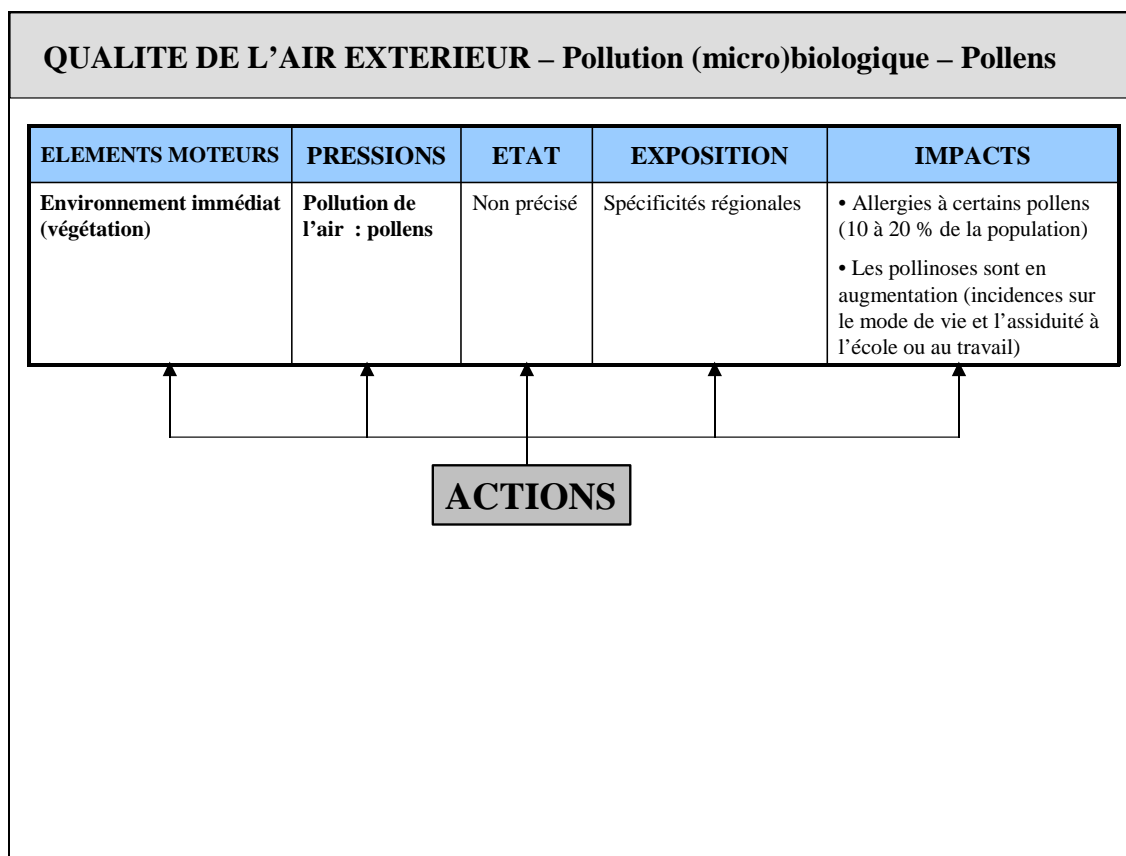 QUALITE DE L'AIR EXTERIEUR – Pollution (micro)biologique – Pollens
ELEMENTS MOTEURS
PRESSIONS
ETAT
EXPOSITION
IMPACTS
Environnement immédiat
(végétation)
Pollution de
l'air : pollens
Non précisé
Spécificités régionales
• Allergies à certains pollens
(10 à 20 % de la population)
• Les pollinoses sont en
augmentation (incidences sur
le mode de vie et l'assiduité à
l'école ou au travail)
ACTIONS